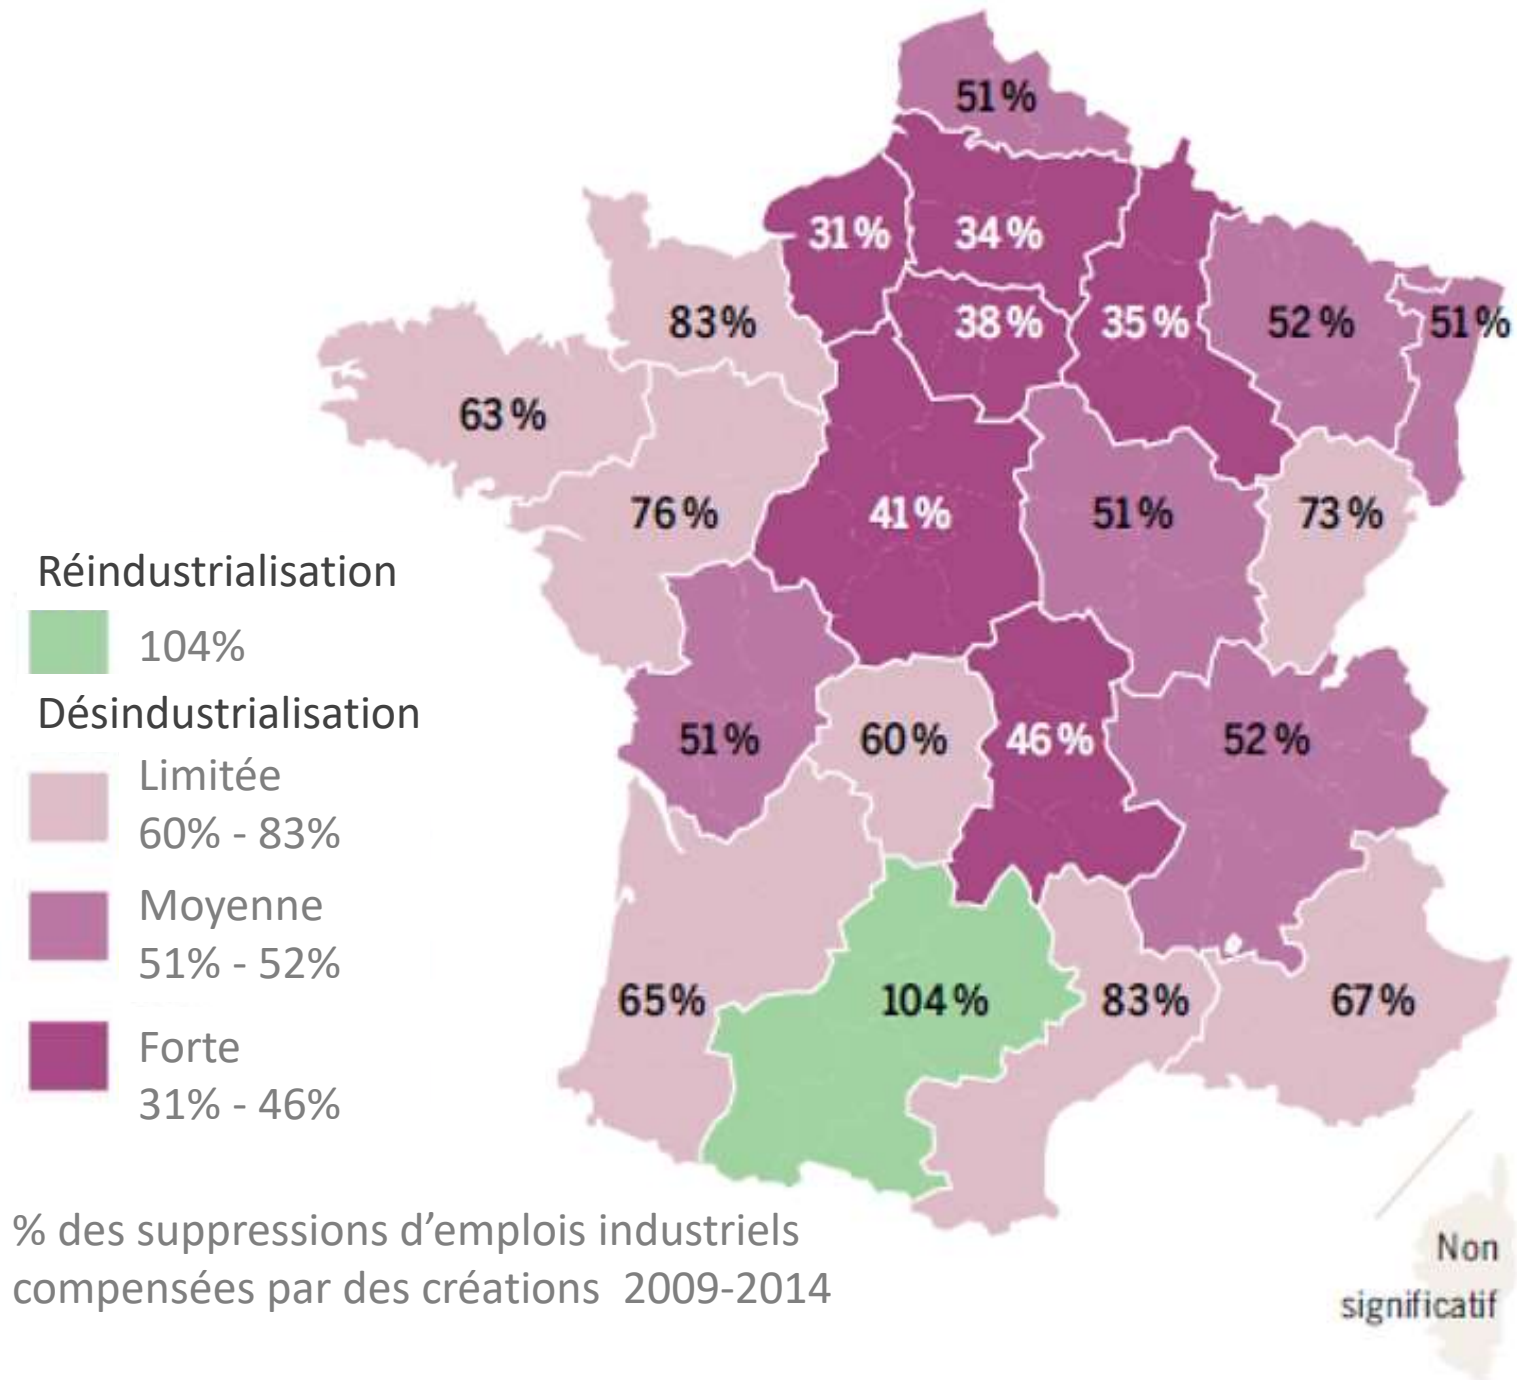 51 %
31 %
34 %
83 %
38 %
35 %
52 %
51 %
63 %
76 %
41 %
51 %
73 %
Réindustrialisation
104%
Désindustrialisation
Limitée
60% - 83%
Moyenne
51% - 52%
Forte
31% - 46%
51 %
60 %
46 %
52 %
65 %
104 %
83 %
67 %
% des suppressions d’emplois industriels
compensées par des créations 2009-2014
Non
significatif